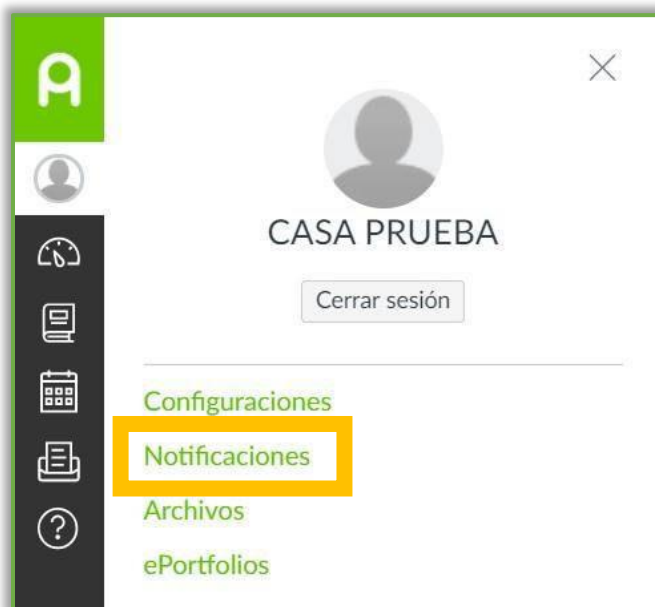 CASA PRUEBA
Cerrar sesión
Configuraciones
Notificaciones
Archivos
ePortfolios